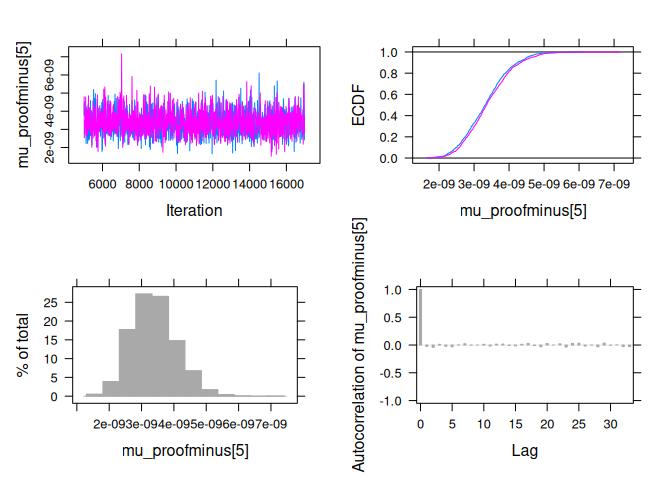 mu_proofminus[5]
2e-09 4e-09 6e-09
6000 8000 10000 12000 14000 16000
Iteration
ECDF
1.0
0.8
0.6
0.4
0.2
0.0
2e-09 3e-09 4e-09 5e-09 6e-09 7e-09
mu_proofminus[5]
% of total
25
20
15
10
5
0
2e-093e-094e-095e-096e-097e-09
mu_proofminus[5]
Autocorrelation of mu_proofminus[5]
1.0
0.5
0.0
-0.5
-1.0
0 5 10 15 20 25 30
Lag